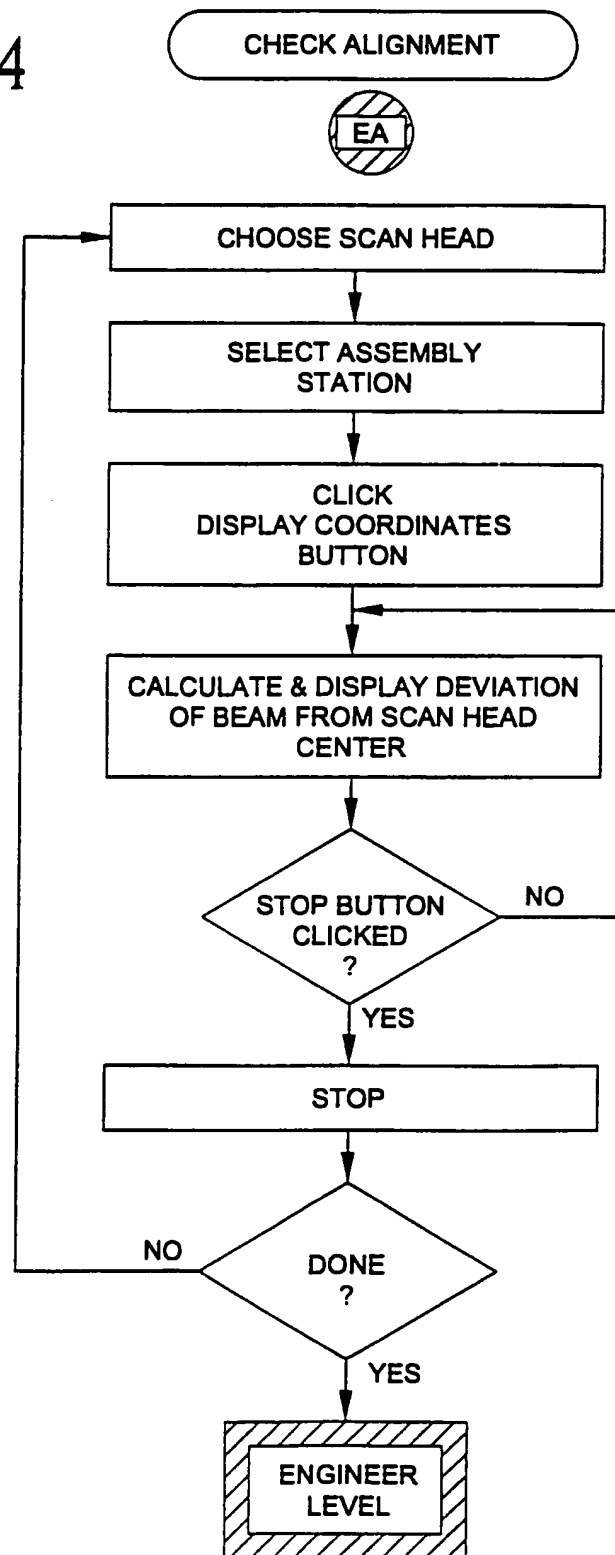 4
CHECK ALIGNMENT
EA
CHOOSE SCAN HEAD
SELECT ASSEMBLY
STATION
CLICK
DISPLAY COORDINATES
BUTTON
CALCULATE & DISPLAY DEVIATION
OF BEAM FROM SCAN HEAD
CENTER
STOP BUTTON
CLICKED
?
NO
YES
STOP
NO
DONE
?
YES
ENGINEER
LEVEL